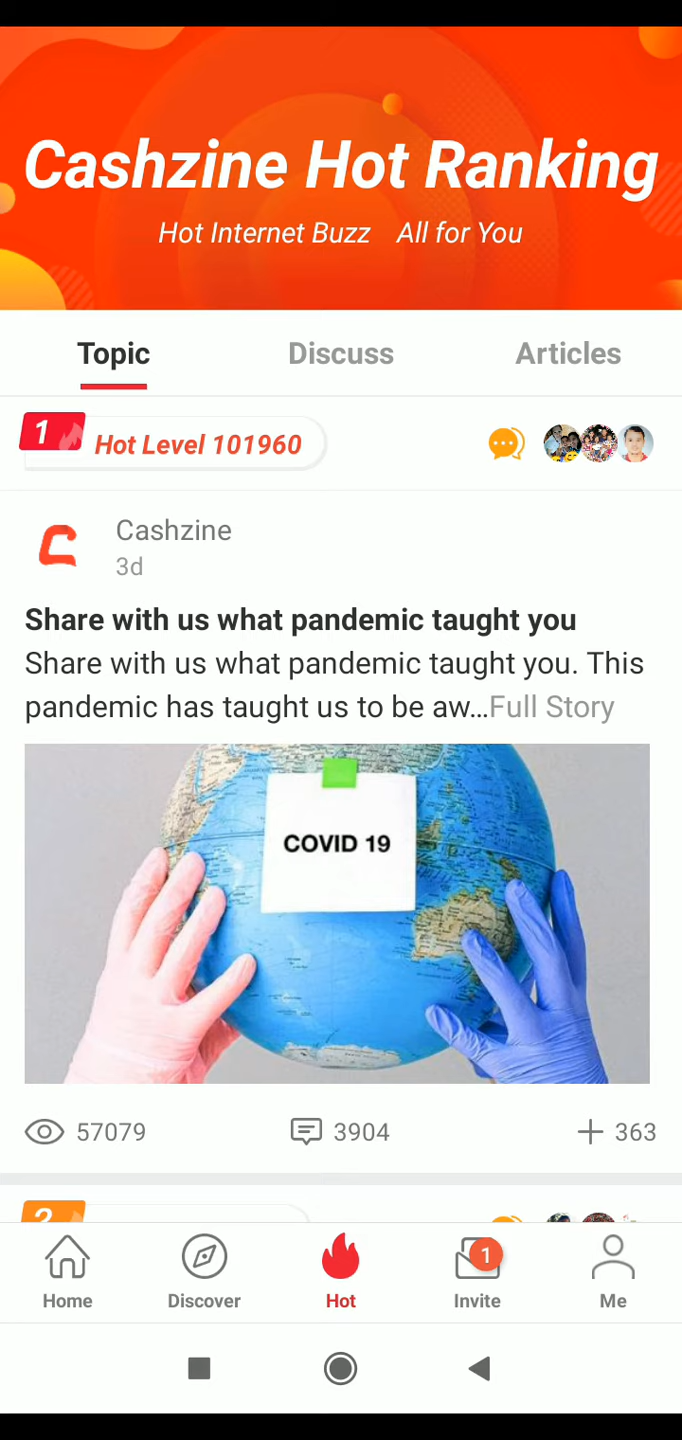 Cashzine Hot Ranking
Hot Internet Buzz All for You
Topic Discuss Articles
1 Hot Level 101960
Cashzine
3d
Share with us what pandemic taught you
Share with us what pandemic taught you. This
pandemic has taught us to be aw...Full Story
COVID 19
57079 3904 363
2
1
Home Discover Hot Invite Me